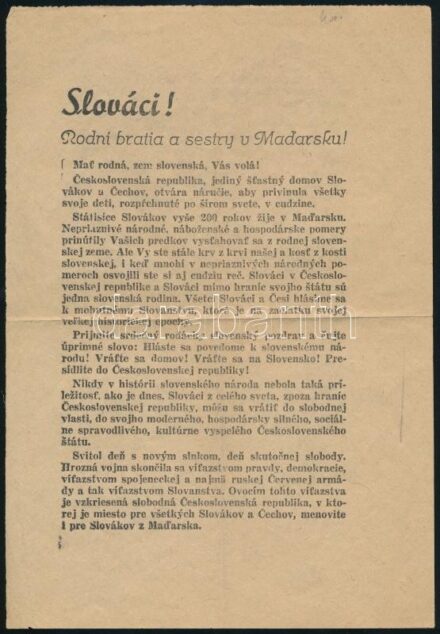 Slováci!
Rodní bratia a sestry v Maďarsku!
Mať rodná, zem slovenská, Vás volá!
Československá republika, jediný šťastný domov Slo-
vákov a Čechov, otvára náručie, aby privinula všetky
svoje deti, rozpŕchnuté po šírom svete, v cudzine.
Státisíce Slovákov vyše 200 rokov žije v Maďarsku.
Nepriaznivé národné, náboženské a hospodárske pomery
prinútily Vašich predkov vysťahovať sa z rodnej sloven-
skej zeme. Ale Vy ste stále krv z krvi našej a kosť z kosti
slovenskej, i keď mnohí v nepriaznivých národných po-
meroch osvojili ste si aj cudziu reč. Slováci v Českoslo-
venskej republike a Slováci mimo hraníc svojho štátu sú
jedna slovenská rodina. Všetci Slováci a Česi hlásime sa
k mohutnému Slovanstvu, ktoré je na začiatku svojej
veľkej historickej epochy.
darabanth
Prijmite srdečný rodácky slovenský pozdrav a čujte
úprimné slovo: Hláste sa povedome k slovenskému ná-
rodu! Vráťte sa domov! Vráťte sa na Slovensko! Pre-
sídlite do Československej republiky!
Nikdy v histórii slovenského národa nebola taká prí-
ležitosť, ako je dnes. Slováci z celého sveta, zpoza hraníc
Československej republiky, môžu sa vrátiť do slobodnej
vlasti, do svojho moderného, hospodársky silného, sociál-
ne spravodlivého, kultúrne vyspelého Československého
štátu.
Svitol deň s novým slnkom, deň skutočnej slobody.
Hrozná vojna skončila sa víťazstvom pravdy, demokracie,
víťazstvom spojeneckej a najmä ruskej Červenej armá-
dy a tak víťazstvom Slovanstva. Ovocím tohto víťazstva
je vzkriesená slobodná Československá republika, v kto-
rej je miesto pre všetkých Slovákov a Čechov, menovite
i pre Slovákov z Maďarska.